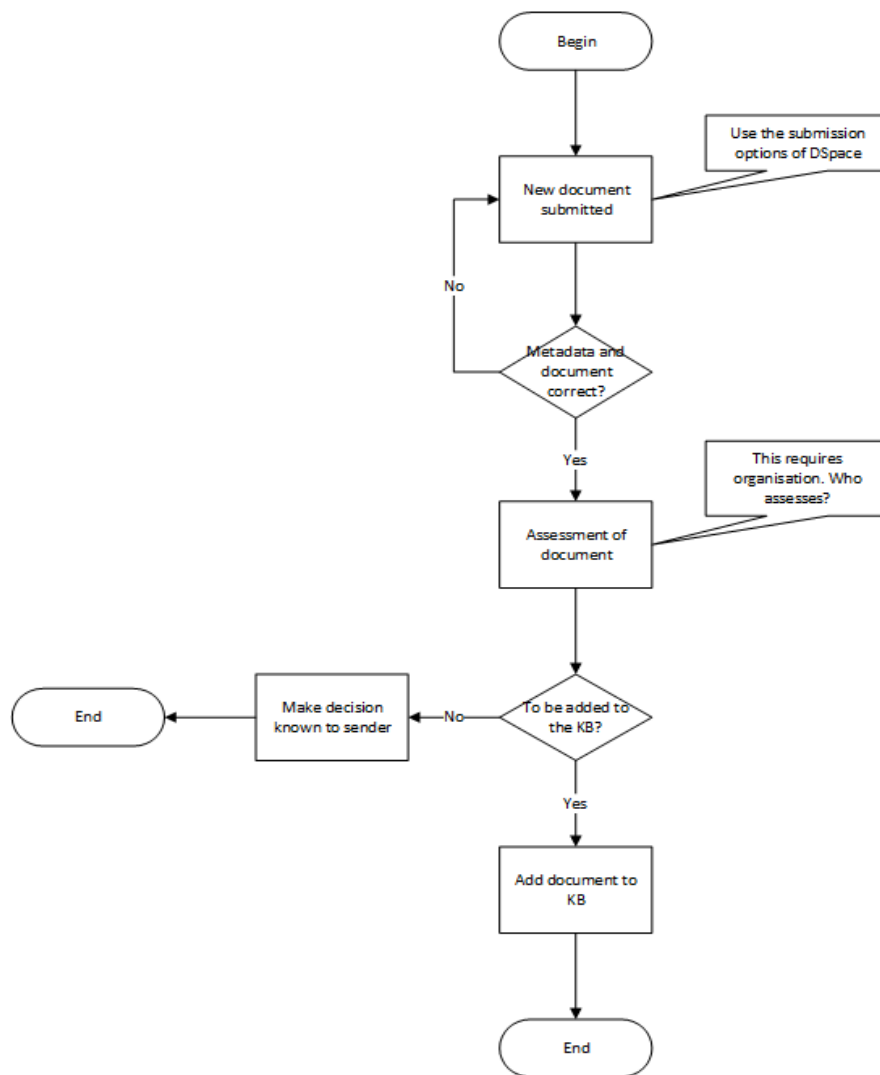 Begin
Use the submission
options of DSpace
New document
submitted
No
Metadata and
document
correct?
Yes
This requires
organisation. Who
assesses?
Assessment of
document
To be added to
the KB?
No
Make decision
known to sender
End
Yes
Add document to
KB
End